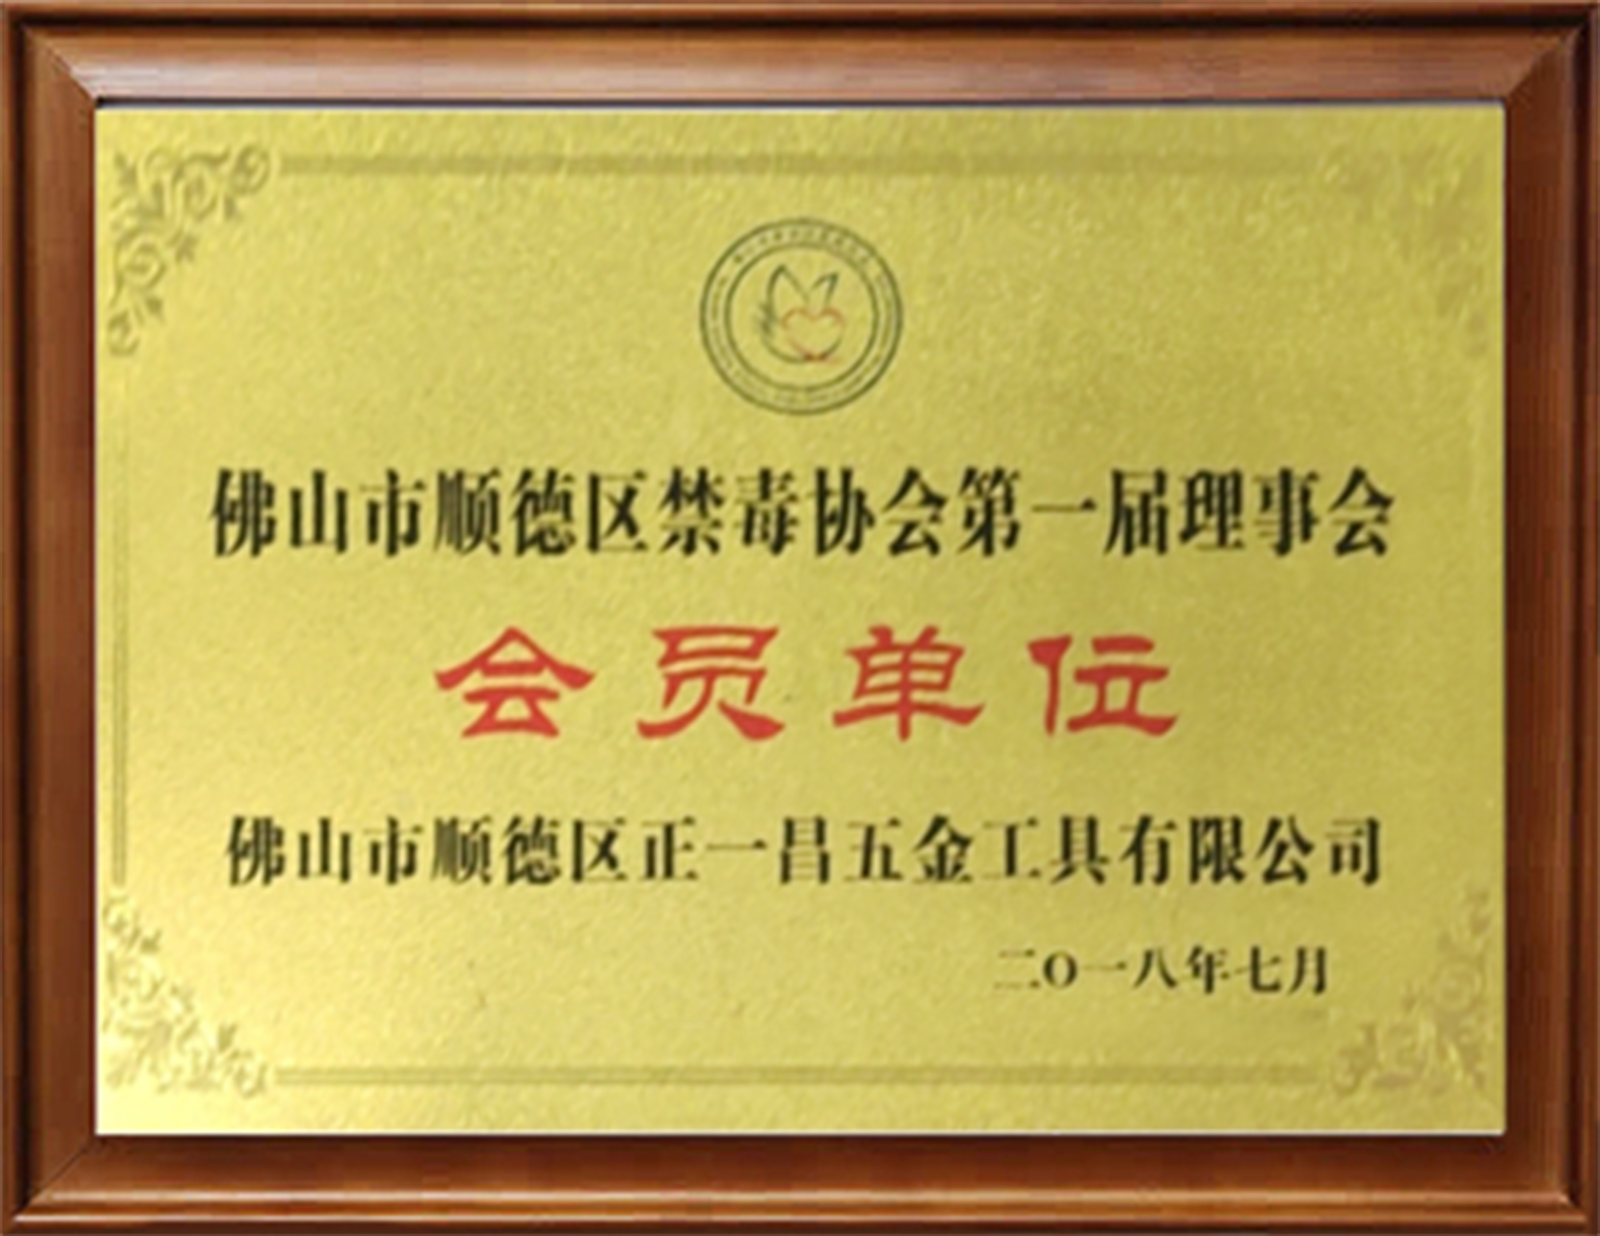 佛山市顺德区禁毒协会第一届理事会
会员单位
佛山市顺德区正一昌五金工具有限公司
二O一八年七月